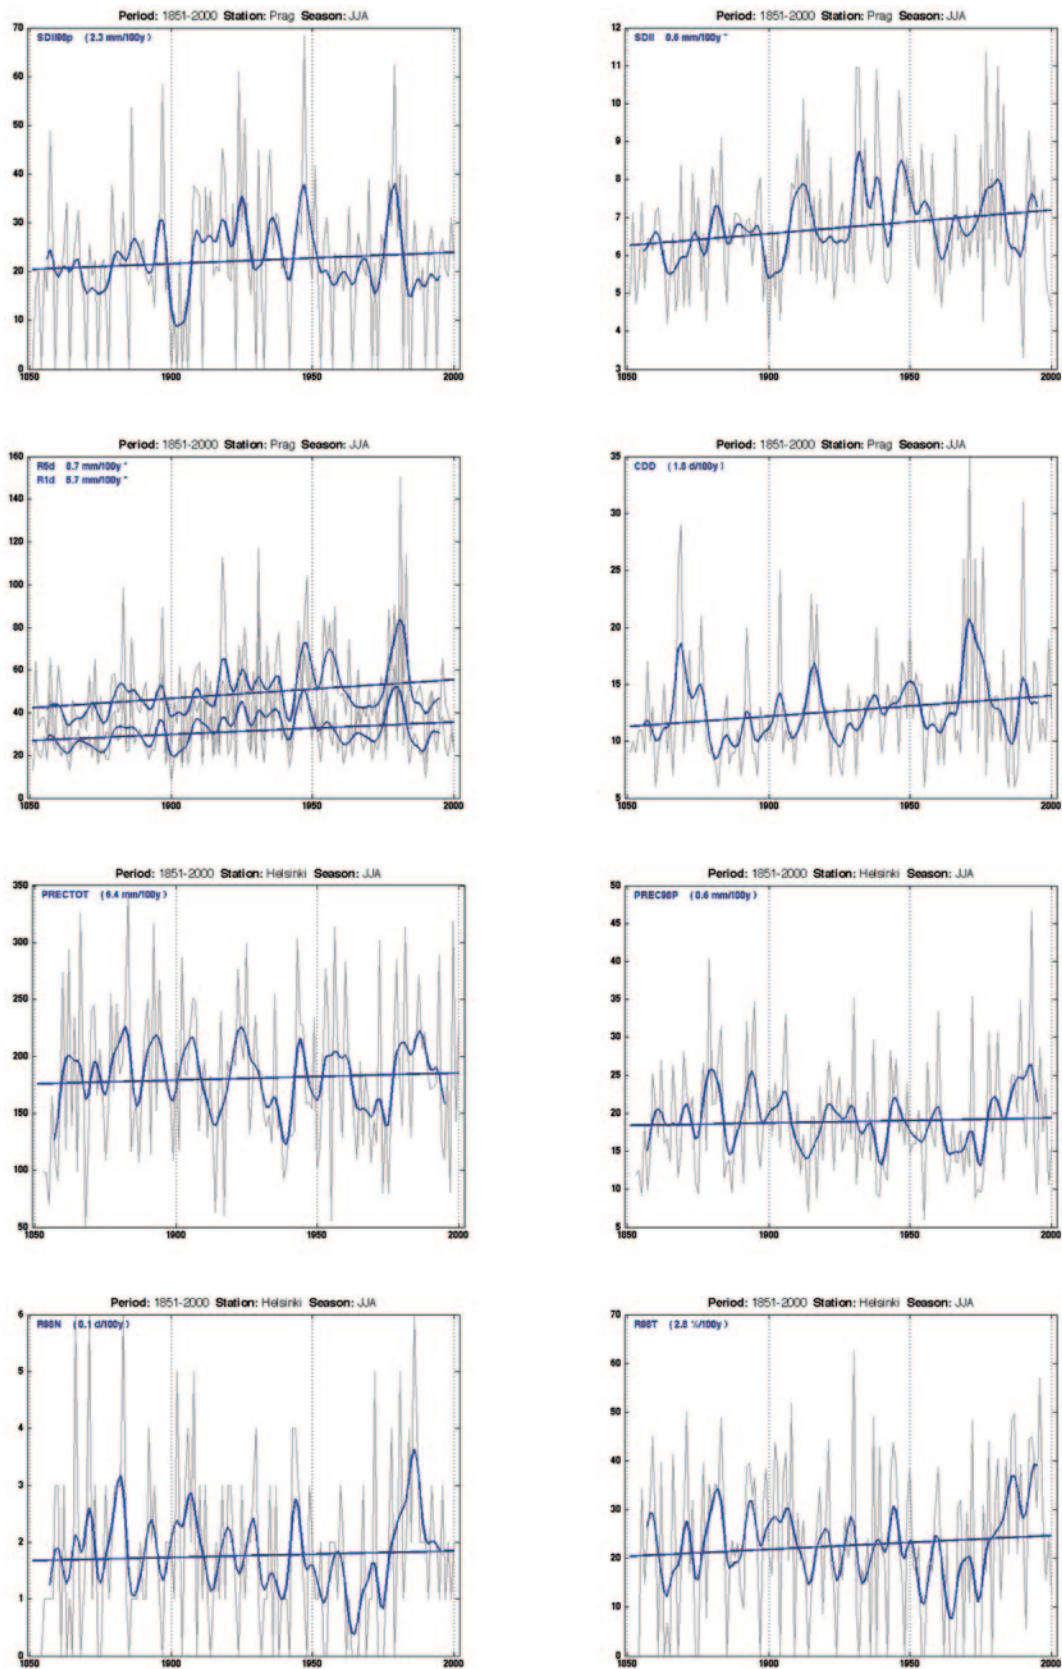 Period: 1851-2000 Station: Prag Season: JJA
SDII98p (2.3 mm/100y)
70
60
50
40
30
20
10
0
1850 1900 1950 2000
Period: 1851-2000 Station: Prag Season: JJA
SDII 0.6 mm/100y *
12
11
10
9
8
7
6
5
4
3
1850 1900 1950 2000
Period: 1851-2000 Station: Prag Season: JJA
R5d 8.7 mm/100y *
R1d 5.7 mm/100y *
160
140
120
100
80
60
40
20
0
1850 1900 1950 2000
Period: 1851-2000 Station: Prag Season: JJA
CDD (1.8 d/100y)
35
30
25
20
15
10
5
1850 1900 1950 2000
Period: 1851-2000 Station: Helsinki Season: JJA
PRECTOT (6.4 mm/100y)
350
300
250
200
150
100
50
1850 1900 1950 2000
Period: 1851-2000 Station: Helsinki Season: JJA
PREC98P (0.6 mm/100y)
50
45
40
35
30
25
20
15
10
5
1850 1900 1950 2000
Period: 1851-2000 Station: Helsinki Season: JJA
R98N (0.1 d/100y)
6
5
4
3
2
1
0
1850 1900 1950 2000
Period: 1851-2000 Station: Helsinki Season: JJA
R98T (2.8 %/100y)
70
60
50
40
30
20
10
0
1850 1900 1950 2000